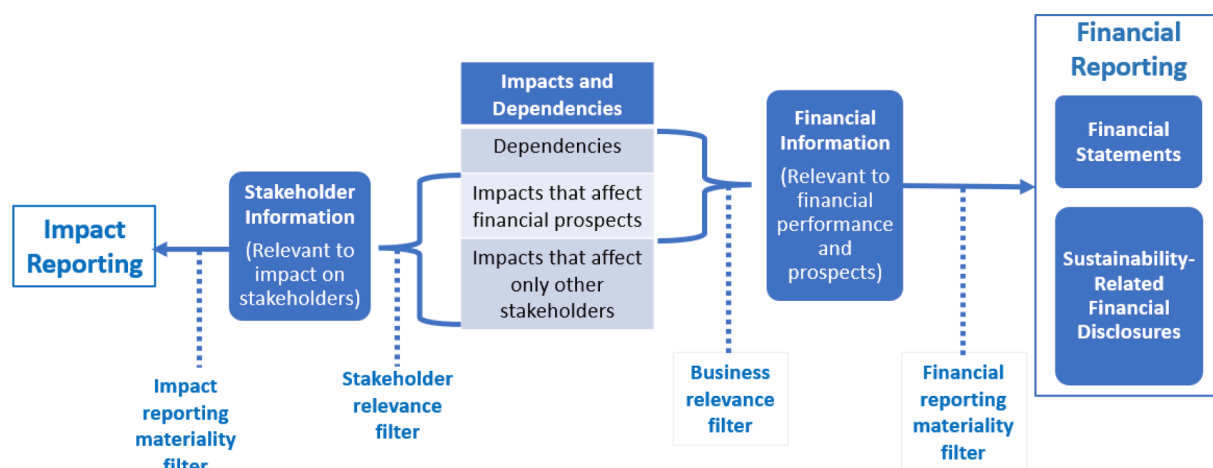 Impact
Reporting
Stakeholder
Information
(Relevant to
impact on
stakeholders)
Impacts and
Dependencies
Dependencies
Impacts that affect
financial prospects
Impacts that affect
only other
stakeholders
Financial
Information
(Relevant to
financial
performance
and
prospects)
Financial
Reporting
Financial
Statements
Sustainability-
Related
Financial
Disclosures
Impact
reporting
materiality
filter
Stakeholder
relevance
filter
Business
relevance
filter
Financial
reporting
materiality
filter